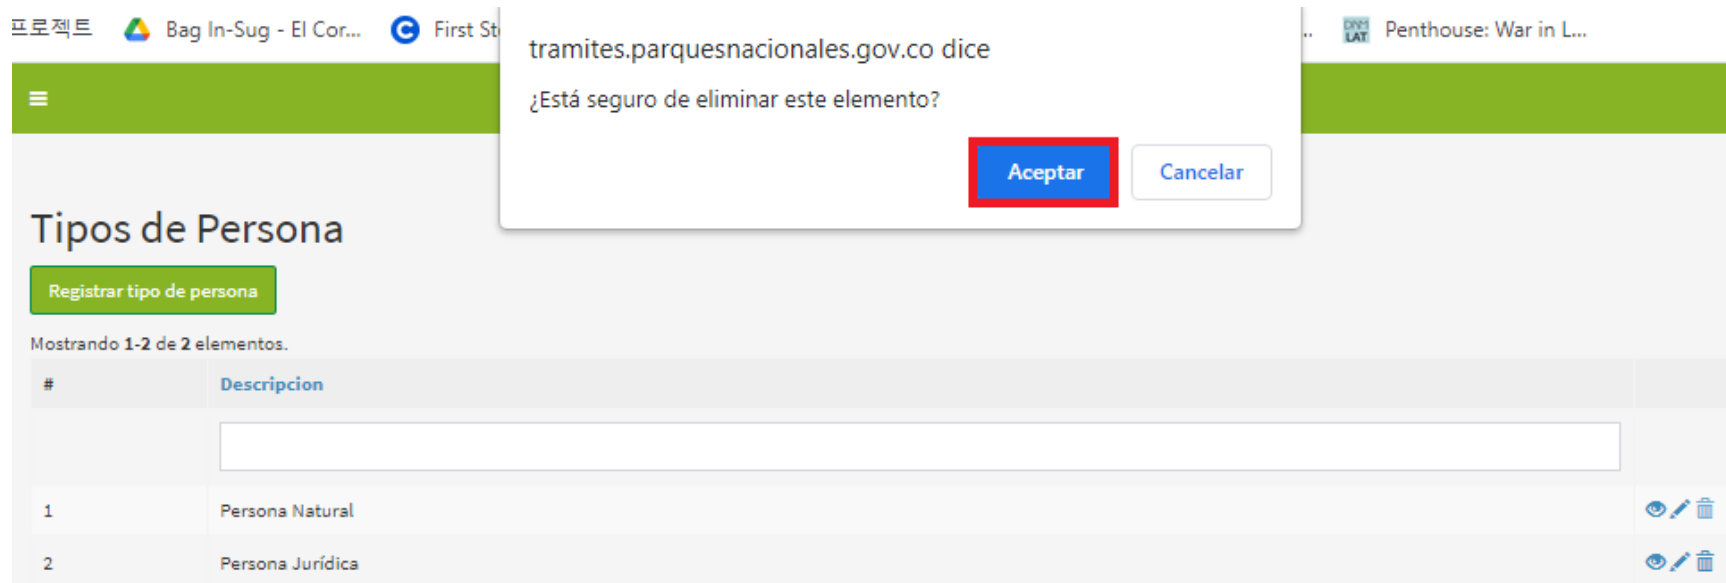 프로젝트 Bag In-Sug - El Cor... First St .. DNM LAT Penthouse: War in L...
tramites.parquesnacionales.gov.co dice
¿Está seguro de eliminar este elemento?
Aceptar Cancelar
Tipos de Persona
Registrar tipo de persona
Mostrando 1-2 de 2 elementos.
# Descripcion
1 Persona Natural
2 Persona Jurídica